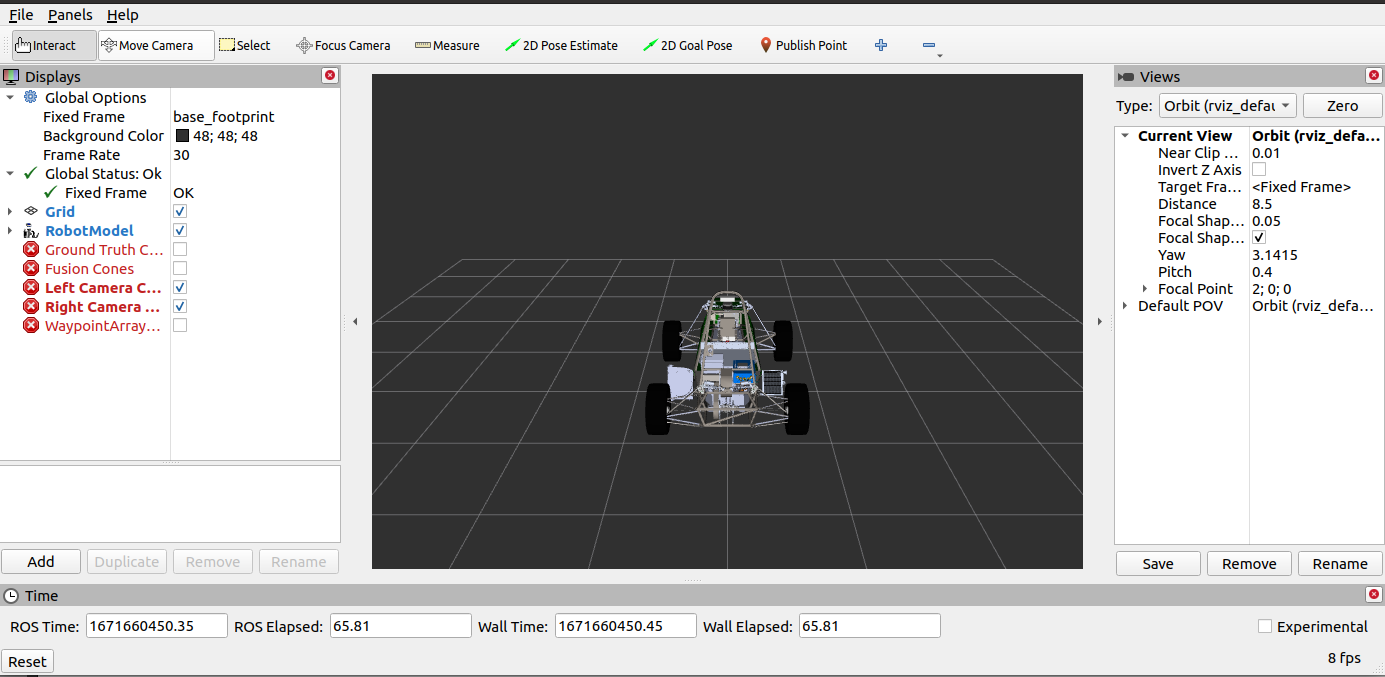 File Panels Help
Interact Move Camera Select Focus Camera Measure 2D Pose Estimate 2D Goal Pose Publish Point
Displays
Global Options
Fixed Frame base_footprint
Background Color 48; 48; 48
Frame Rate 30
Global Status: Ok
Fixed Frame OK
Grid
RobotModel
Ground Truth C...
Fusion Cones
Left Camera C...
Right Camera ...
WaypointArray...
Add Duplicate Remove Rename
Views
Type: Orbit (rviz_defau Zero
Current View Orbit (rviz_defa...
Near Clip ... 0.01
Invert Z Axis
Target Fra... <Fixed Frame>
Distance 8.5
Focal Shap... 0.05
Focal Shap...
Yaw 3.1415
Pitch 0.4
Focal Point 2; 0; 0
Default POV Orbit (rviz_defa...
Save Remove Rename
Time
ROS Time: 1671660450.35 ROS Elapsed: 65.81 Wall Time: 1671660450.45 Wall Elapsed: 65.81 Experimental
Reset 8 fps